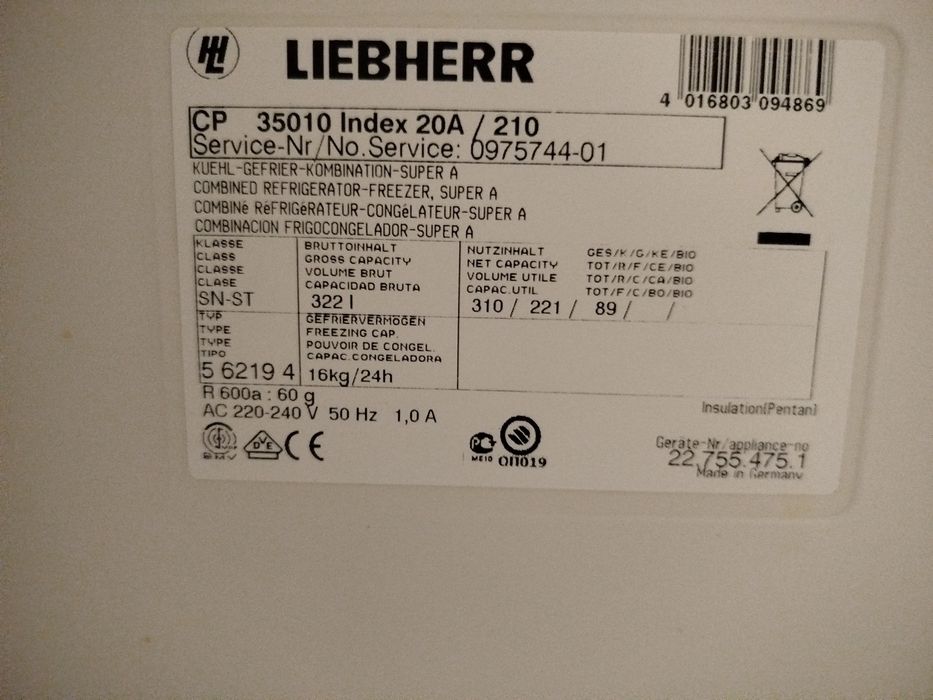 LIEBHERR
4 016803 094869
CP 35010 Index 20A / 210
Service-Nr/No.Service: 0975744-01
KUEHL-GEFRIER-KOMBINATION-SUPER A
COMBINED REFRIGERATOR-FREEZER, SUPER A
COMBINé RéFRIGéRATEUR-CONGéLATEUR-SUPER A
COMBINACION FRIGOCONGELADOR-SUPER A
KLASSE
CLASS
CLASSE
CLASE
SN-ST
BRUTTOINHALT
GROSS CAPACITY
VOLUME BRUT
CAPACIDAD BRUTA
322 l
NUTZINHALT GES/K/G/KE/BIO
NET CAPACITY TOT/R/F/CE/BIO
VOLUME UTILE TOT/R/C/CA/BIO
CAPAC.UTIL TOT/F/C/BO/BIO
310 / 221 / 89 / /
TYP
TYPE
TYPE
TIPO
5 6219 4
GEFRIERVERMöGEN
FREEZING CAP.
POUVOIR DE CONGEL.
CAPAC.CONGELADORA
16kg/24h
R 600a : 60 g
AC 220-240 V 50 Hz 1,0 A
Insulation(Pentan)
DVE
CE
ME10
ОП019
Geräte-Nr/appliance-no
22.755.475.1
Made in Germany